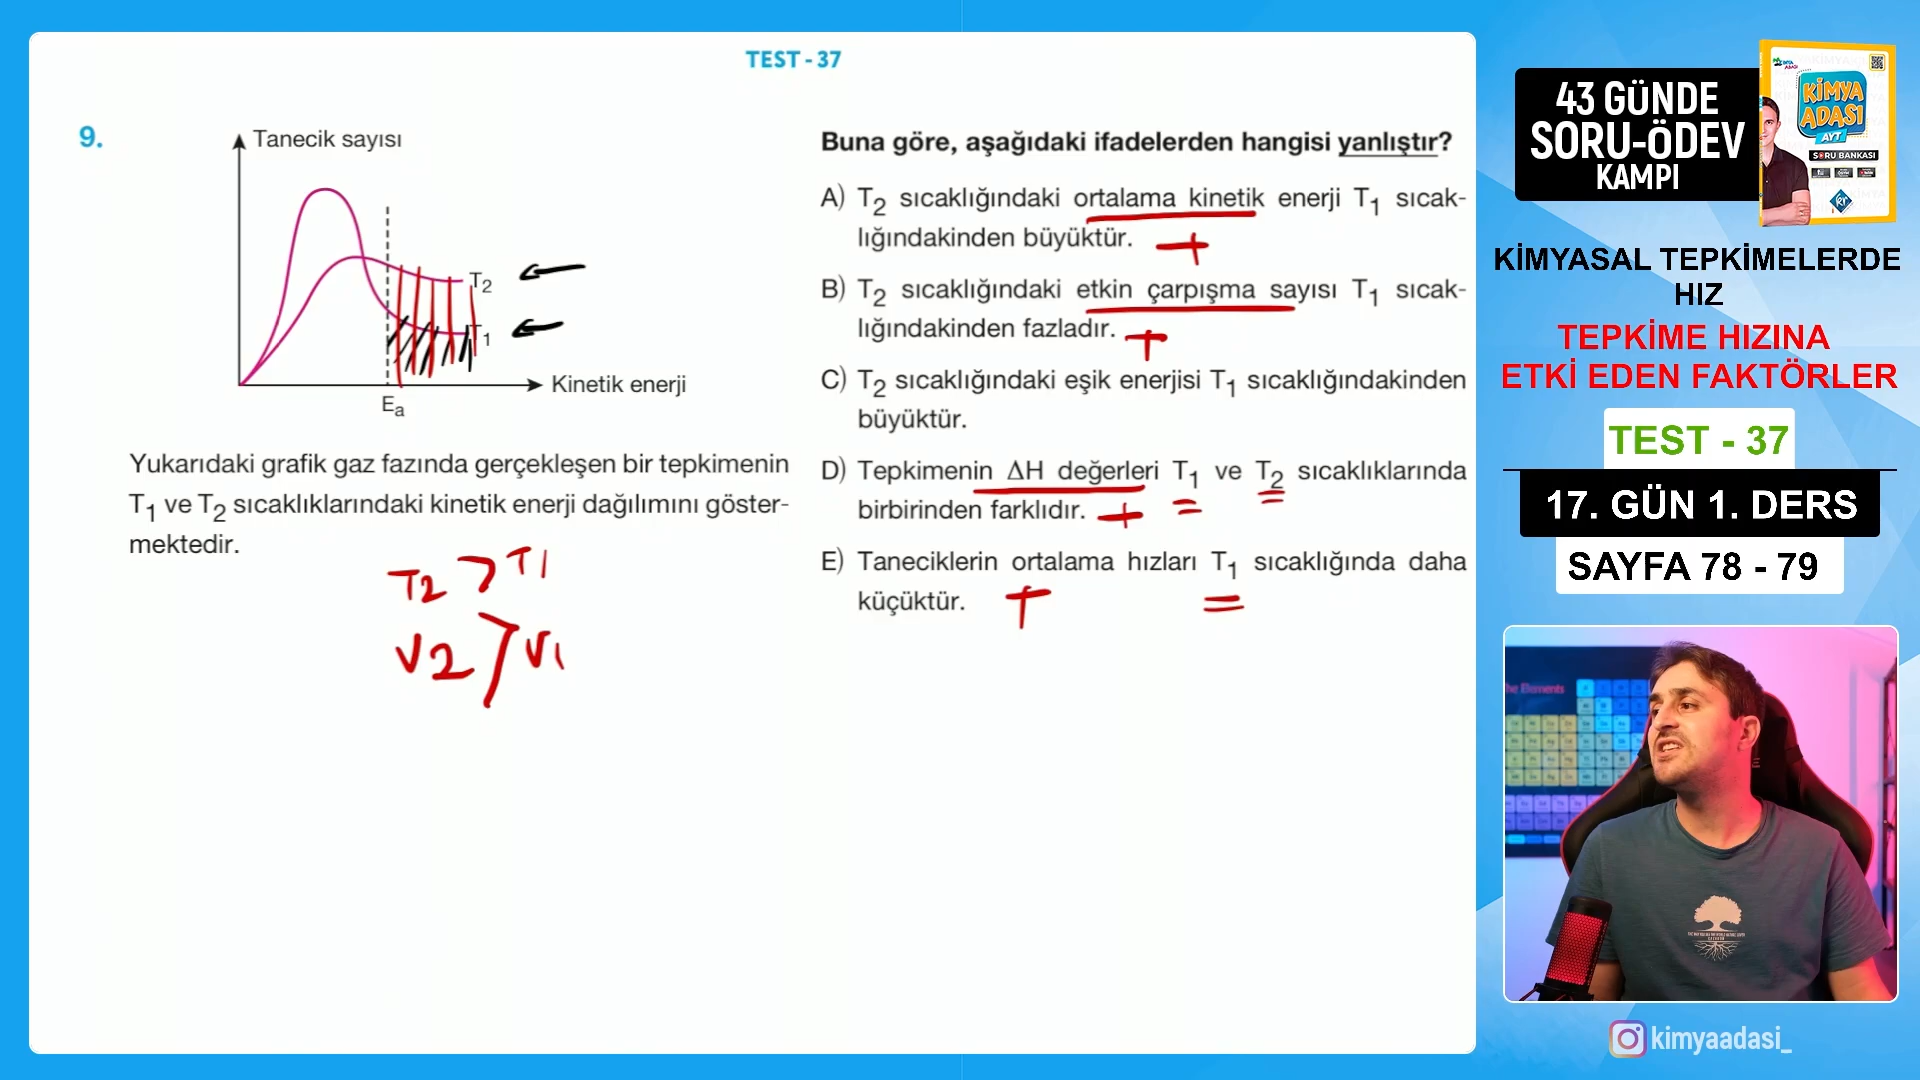 TEST - 37
9.
Tanecik sayısı
T2
T1
Kinetik enerji
Ea
Yukarıdaki grafik gaz fazında gerçekleşen bir tepkimenin
T1 ve T2 sıcaklıklarındaki kinetik enerji dağılımını göster-
mektedir.
T2 > T1
V2 > V1
Buna göre, aşağıdaki ifadelerden hangisi yanlıştır?
A) T2 sıcaklığındaki ortalama kinetik enerji T1 sıcak-
lığındakinden büyüktür. +
B) T2 sıcaklığındaki etkin çarpışma sayısı T1 sıcak-
lığındakinden fazladır. +
C) T2 sıcaklığındaki eşik enerjisi T1 sıcaklığındakinden
büyüktür.
D) Tepkimenin ΔH değerleri T1 ve T2 sıcaklıklarında
birbirinden farklıdır. +
E) Taneciklerin ortalama hızları T1 sıcaklığında daha
küçüktür. +
43 GÜNDE
SORU-ÖDEV
KAMPI
KİMYA
ADASI
AYT
SORU BANKASI
kr
KİMYASAL TEPKİMELERDE
HIZ
TEPKİME HIZINA
ETKİ EDEN FAKTÖRLER
TEST - 37
17. GÜN 1. DERS
SAYFA 78 - 79
he Elements
kimyaadasi_